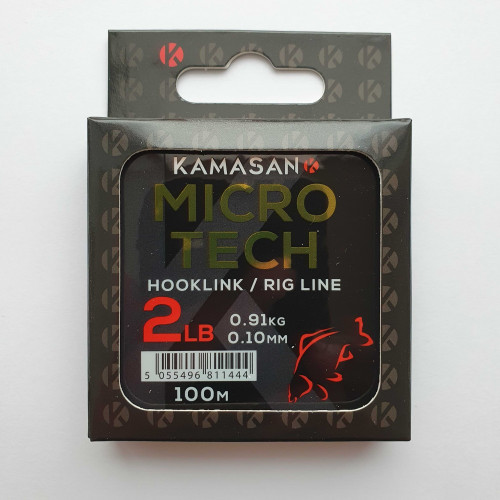 KAMASAN
MICRO
TECH
HOOKLINK / RIG LINE
2LB
0.91KG
0.10MM
5 055496 811444
100M